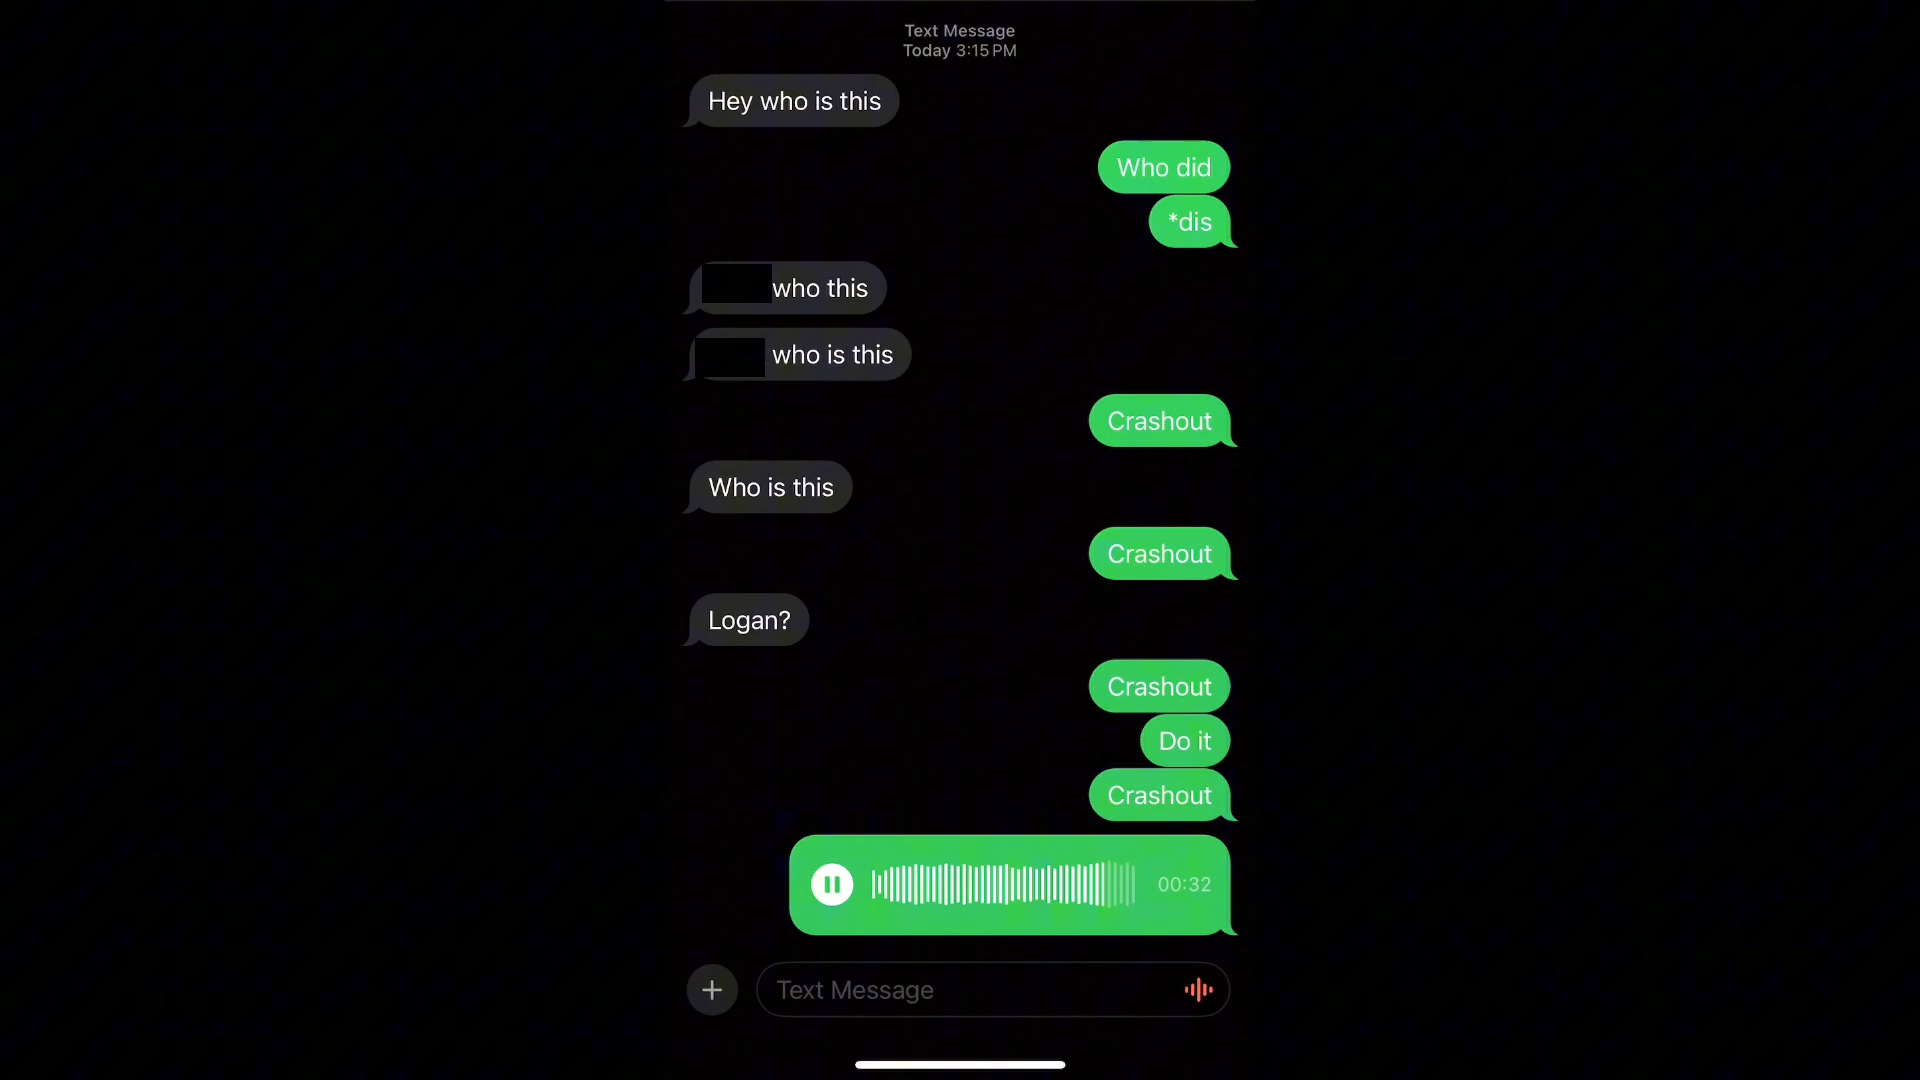 Text Message
Today 3:15 PM
Hey who is this
Who did
*dis
who this
who is this
Crashout
Who is this
Crashout
Logan?
Crashout
Do it
Crashout
00:32
Text Message